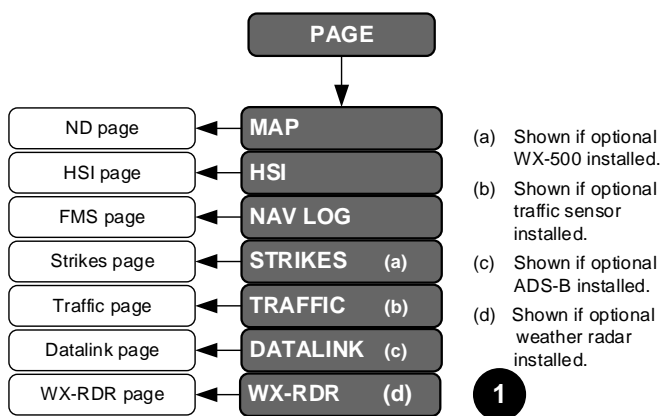 PAGE
ND page
MAP
HSI page
HSI
FMS page
NAV LOG
Strikes page
STRIKES (a)
Traffic page
TRAFFIC (b)
Datalink page
DATALINK (c)
WX-RDR page
WX-RDR (d)
(a) Shown if optional
WX-500 installed.
(b) Shown if optional
traffic sensor
installed.
(c) Shown if optional
ADS-B installed.
(d) Shown if optional
weather radar
installed.
1